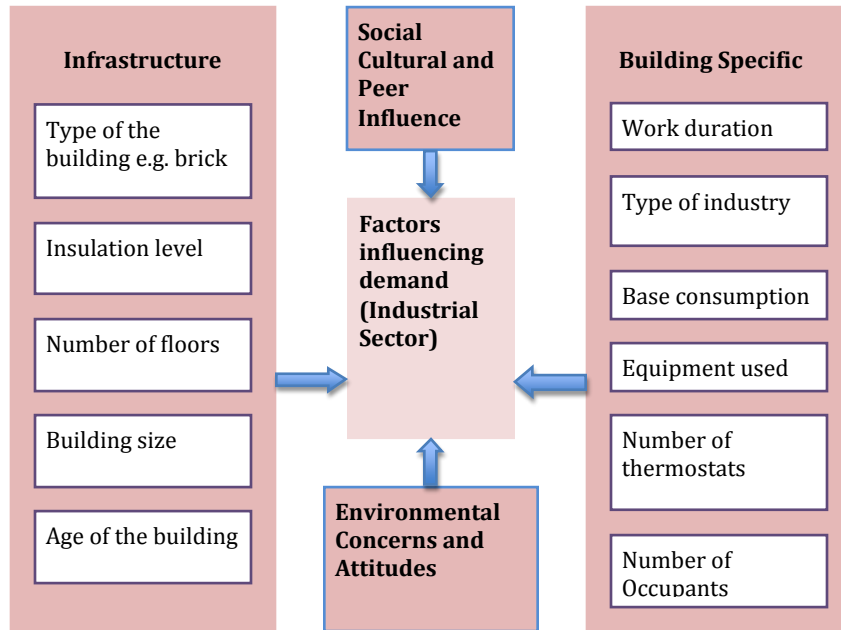 Infrastructure
Type of the
building e.g. brick
Insulation level
Number of floors
Building size
Age of the building
Social
Cultural and
Peer
Influence
Factors
influencing
demand
(Industrial
Sector)
Environmental
Concerns and
Attitudes
Building Specific
Work duration
Type of industry
Base consumption
Equipment used
Number of
thermostats
Number of
Occupants